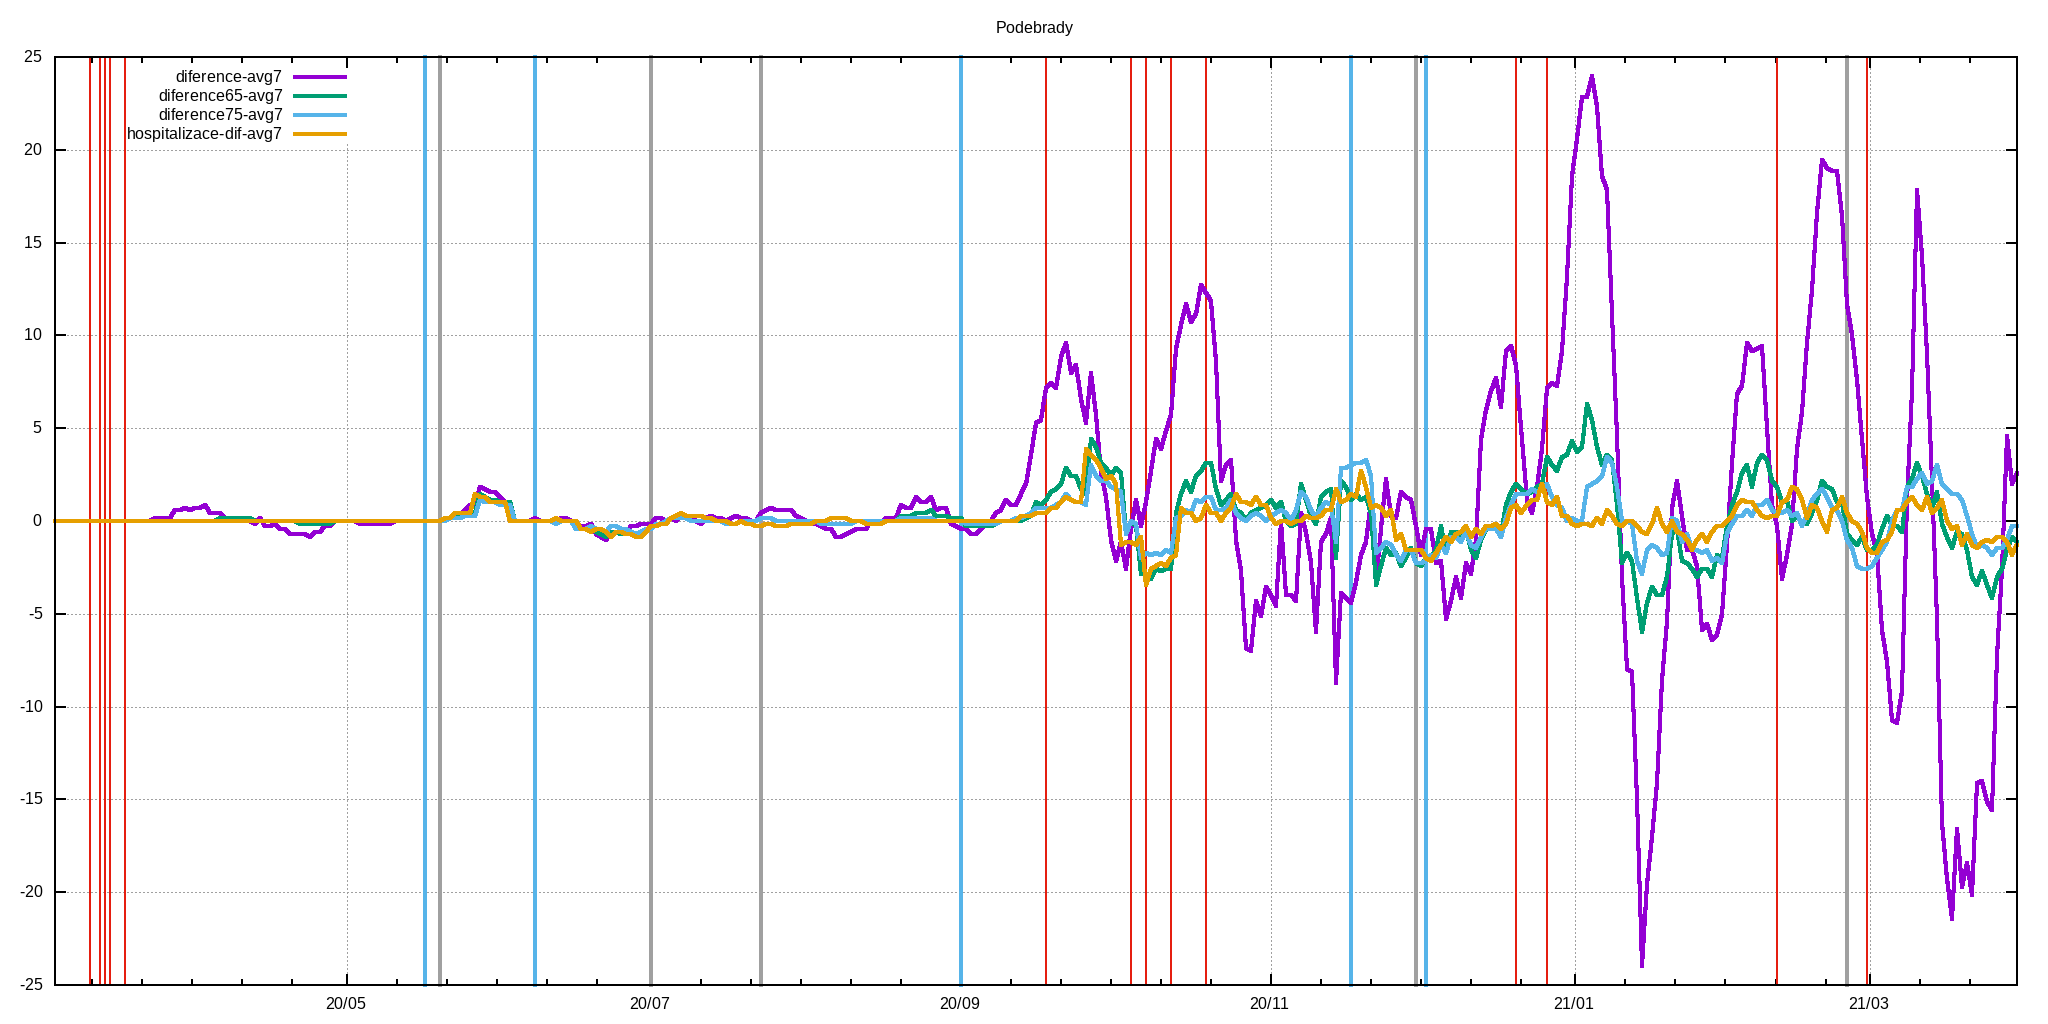 Podebrady
25
diference-avg7
diference65-avg7
diference75-avg7
hospitalizace-dif-avg7
20
15
10
5
0
-5
-10
-15
-20
-25
20/05 20/07 20/09 20/11 21/01 21/03